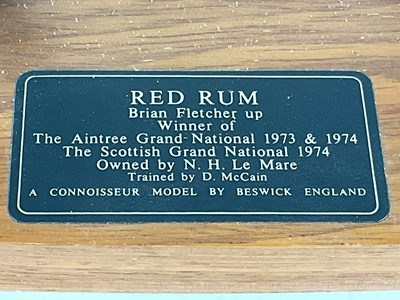 RED RUM
Brian Fletcher up
Winner of
The Aintree Grand National 1973 & 1974
The Scottish Grand National 1974
Owned by N. H. Le Mare
Trained by D. McCain
A CONNOISSEUR MODEL BY BESWICK ENGLAND